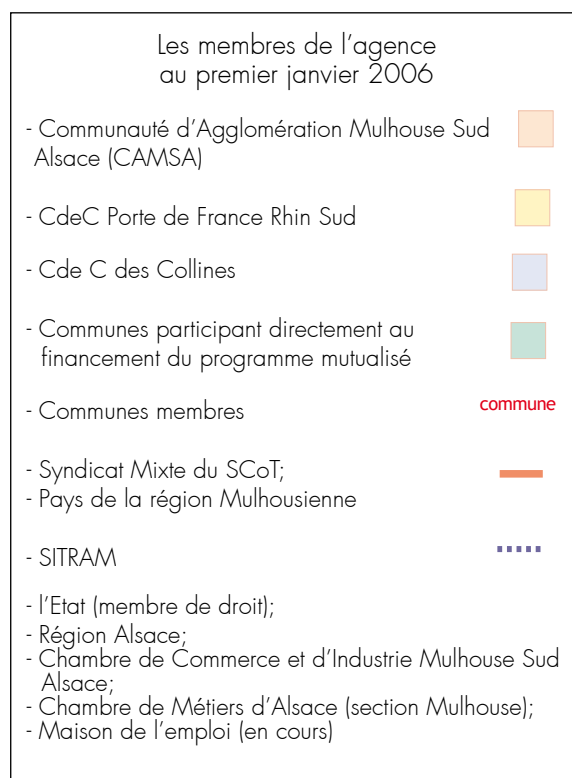 Les membres de l'agence
au premier janvier 2006
- Communauté d'Agglomération Mulhouse Sud
Alsace (CAMSA)
- CdeC Porte de France Rhin Sud
- Cde C des Collines
- Communes participant directement au
financement du programme mutualisé
- Communes membres
commune
- Syndicat Mixte du SCoT;
- Pays de la région Mulhousienne
- SITRAM
- l'Etat (membre de droit);
- Région Alsace;
- Chambre de Commerce et d'Industrie Mulhouse Sud
Alsace;
- Chambre de Métiers d'Alsace (section Mulhouse);
- Maison de l'emploi (en cours)